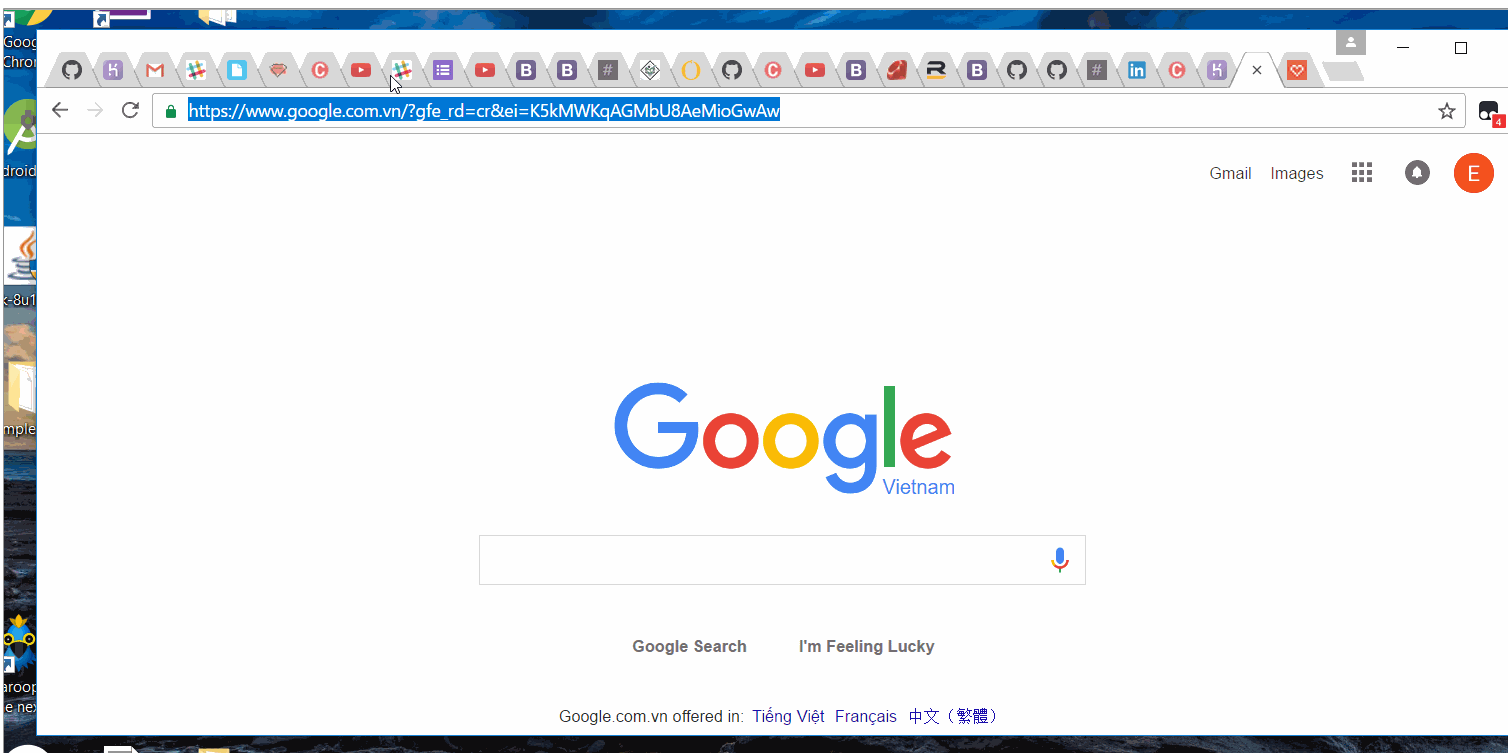 Goog
Chrom
https://www.google.com.vn/?gfe_rd=cr&ei=K5kMWKqAGMbU8AeMioGwAw
4
droid
Gmail Images E
k-8u1
Google
Vietnam
mple
Google Search I'm Feeling Lucky
aroop
e nex
Google.com.vn offered in: Tiếng Việt Français 中文（繁體）